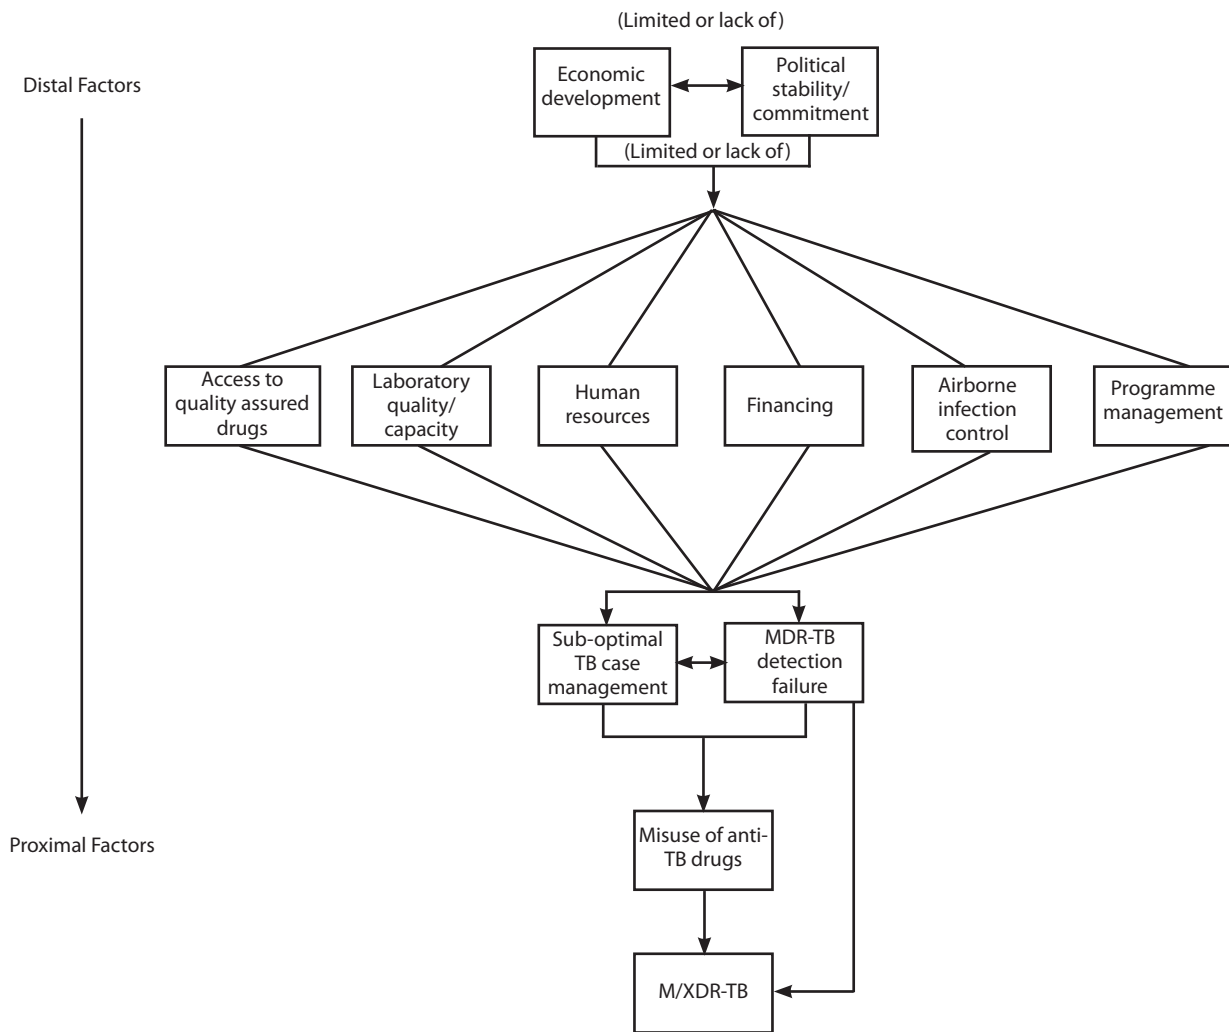 (Limited or lack of)
Distal Factors
Economic
development
Political
stability/
commitment
(Limited or lack of)
Access to
quality assured
drugs
Laboratory
quality/
capacity
Human
resources
Financing
Airborne
infection
control
Programme
management
Sub-optimal
TB case
management
MDR-TB
detection
failure
Proximal Factors
Misuse of anti-
TB drugs
M/XDR-TB